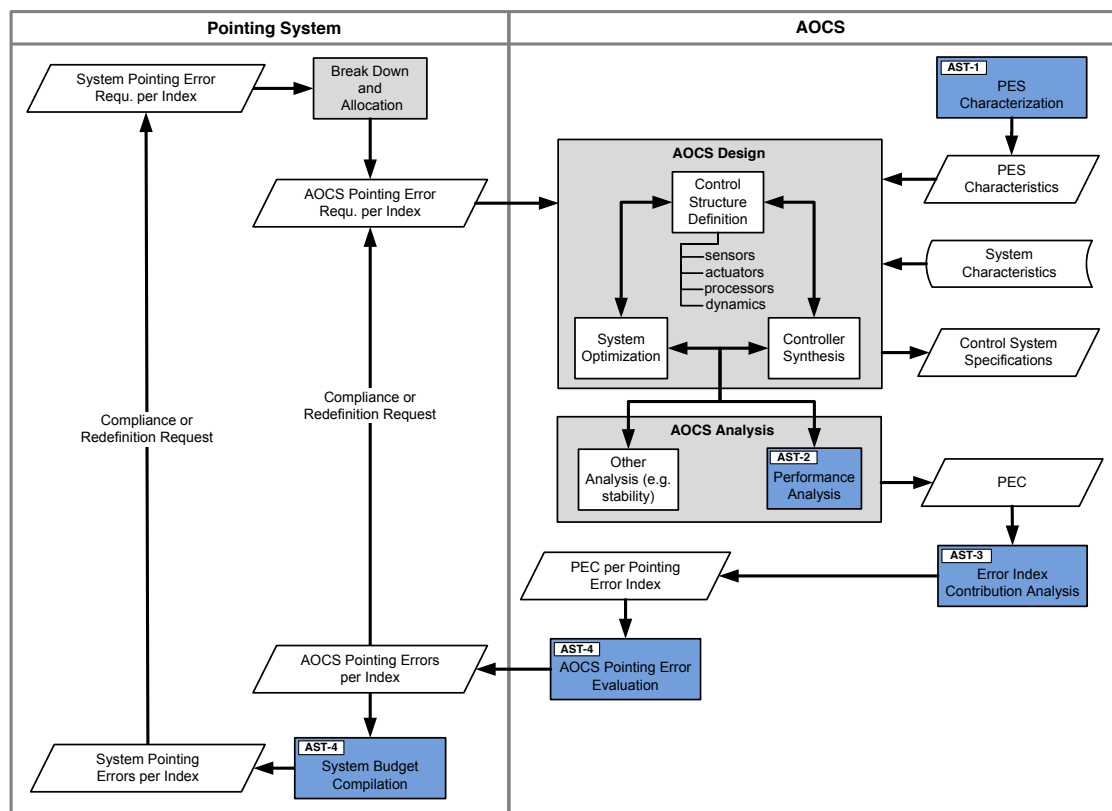 Pointing System
AOCS
System Pointing Error
Requ. per Index
Break Down
and
Allocation
AOCS Pointing Error
Requ. per Index
Compliance or
Redefinition Request
Compliance or
Redefinition Request
AOCS Pointing Errors
per Index
System Pointing
Errors per Index
AST-4
System Budget
Compilation
AST-1
PES
Characterization
PES
Characteristics
AOCS Design
Control
Structure
Definition
sensors
actuators
processors
dynamics
System
Optimization
Controller
Synthesis
System
Characteristics
Control System
Specifications
AOCS Analysis
Other
Analysis (e.g.
stability)
AST-2
Performance
Analysis
PEC
AST-3
Error Index
Contribution Analysis
PEC per Pointing
Error Index
AST-4
AOCS Pointing Error
Evaluation